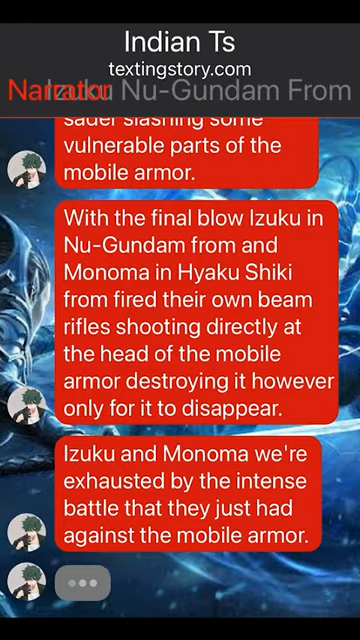 Indian Ts
textingstory.com
Narrator
Izuku Nu-Gundam From
sader slashing some
vulnerable parts of the
mobile armor.
With the final blow Izuku in
Nu-Gundam from and
Monoma in Hyaku Shiki
from fired their own beam
rifles shooting directly at
the head of the mobile
armor destroying it however
only for it to disappear.
Izuku and Monoma we're
exhausted by the intense
battle that they just had
against the mobile armor.